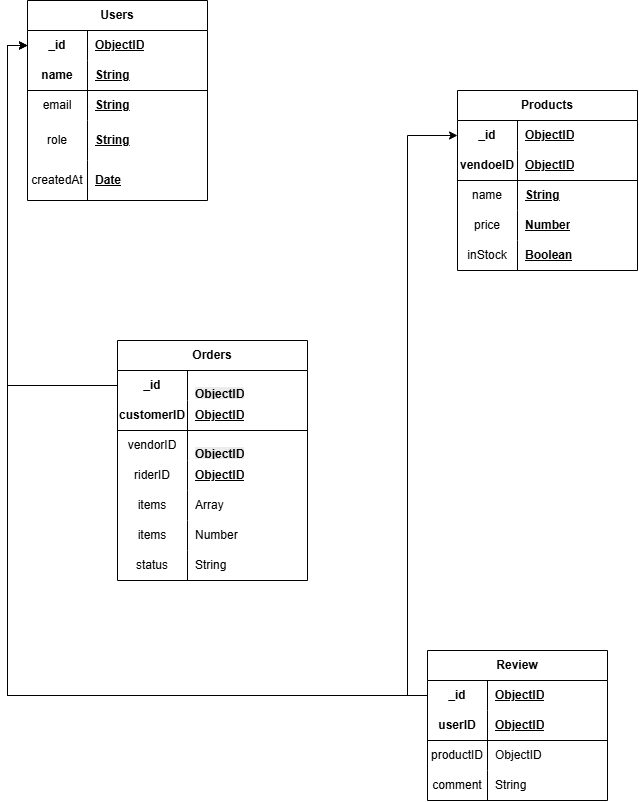 Users
_id ObjectID
name String
email String
role String
createdAt Date
Products
_id ObjectID
vendoeID ObjectID
name String
price Number
inStock Boolean
Orders
_id ObjectID
customerID ObjectID
vendorID ObjectID
riderID ObjectID
items Array
items Number
status String
Review
_id ObjectID
userID ObjectID
productID ObjectID
comment String